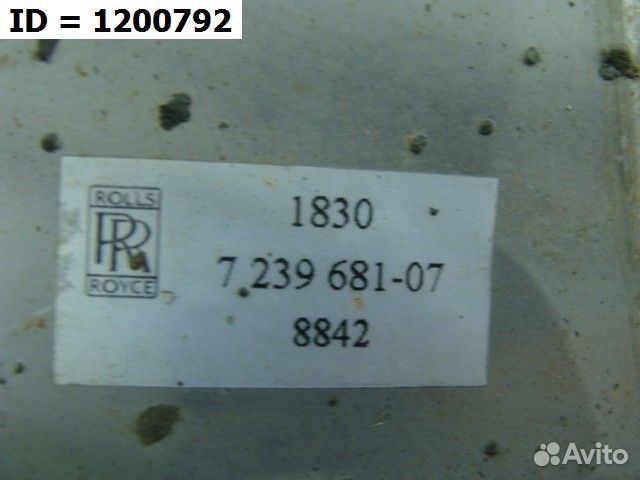 ID = 1200792
ROLLS
RR
ROYCE
1830
7 239 681-07
8842
Avito